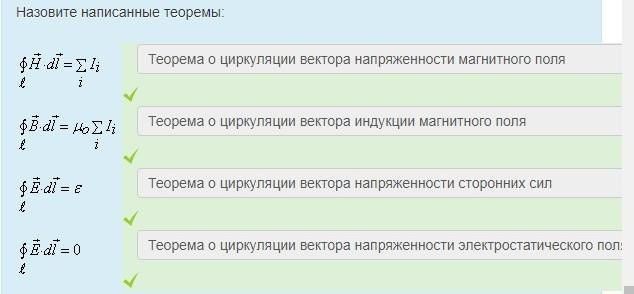 Назовите написанные теоремы:
∮ℓ H⃗·dl⃗ = ∑i Ii
Теорема о циркуляции вектора напряженности магнитного поля
∮ℓ B⃗·dl⃗ = μ₀ ∑i Ii
Теорема о циркуляции вектора индукции магнитного поля
∮ℓ E⃗·dl⃗ = ε
Теорема о циркуляции вектора напряженности сторонних сил
∮ℓ E⃗·dl⃗ = 0
Теорема о циркуляции вектора напряженности электростатического пол